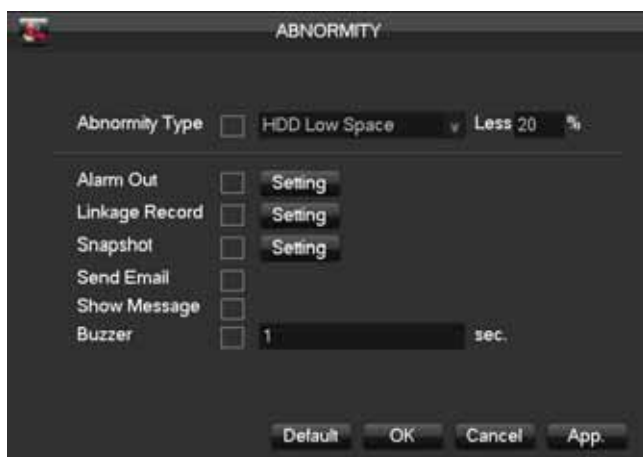 ABNORMITY
Abnormity Type HDD Low Space Less 20 %
Alarm Out Setting
Linkage Record Setting
Snapshot Setting
Send Email
Show Message
Buzzer 1 sec.
Default OK Cancel App.